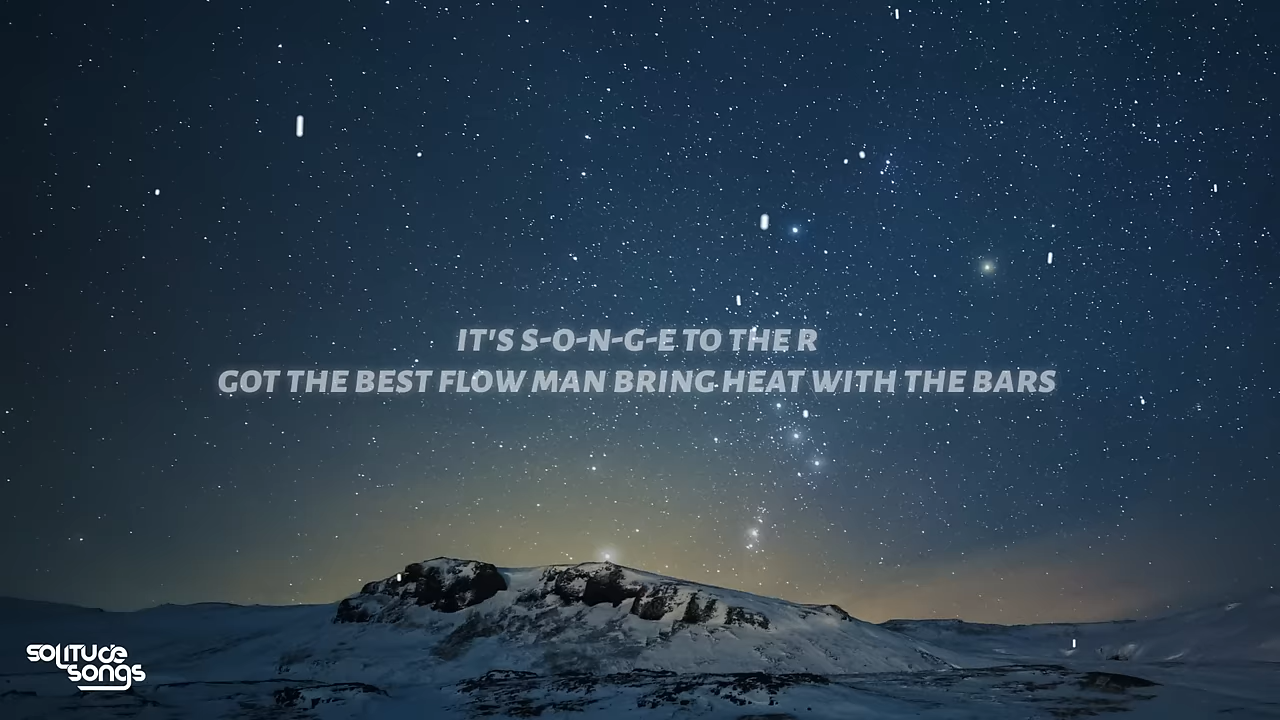 IT'S S-O-N-G-E TO THE R
GOT THE BEST FLOW MAN BRING HEAT WITH THE BARS
SOLITUDE
SONGS